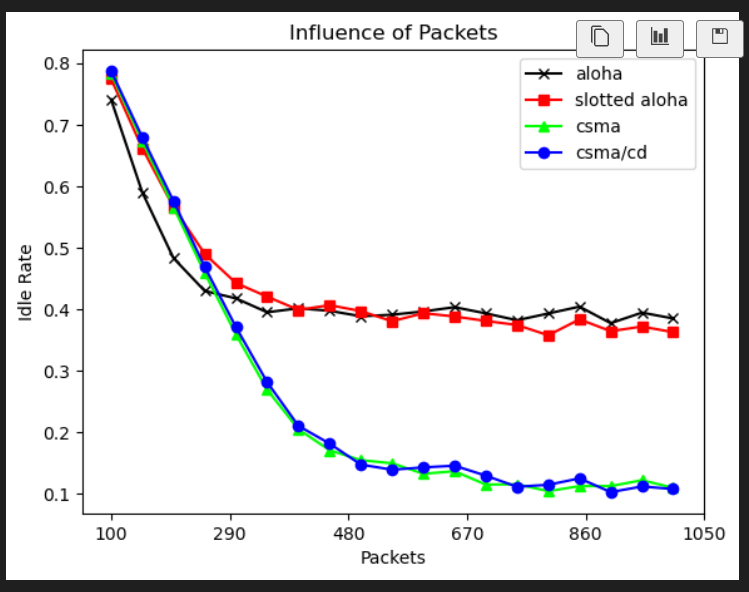 Influence of Packets
aloha
slotted aloha
csma
csma/cd
0.8
0.7
0.6
0.5
0.4
0.3
0.2
0.1
Idle Rate
100 290 480 670 860 1050
Packets